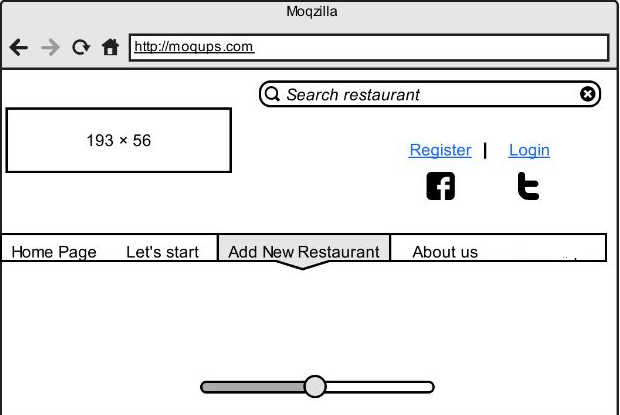 Moqzilla
http://moqups.com
Search restaurant
193 × 56
Register | Login
Home Page Let's start Add New Restaurant About us